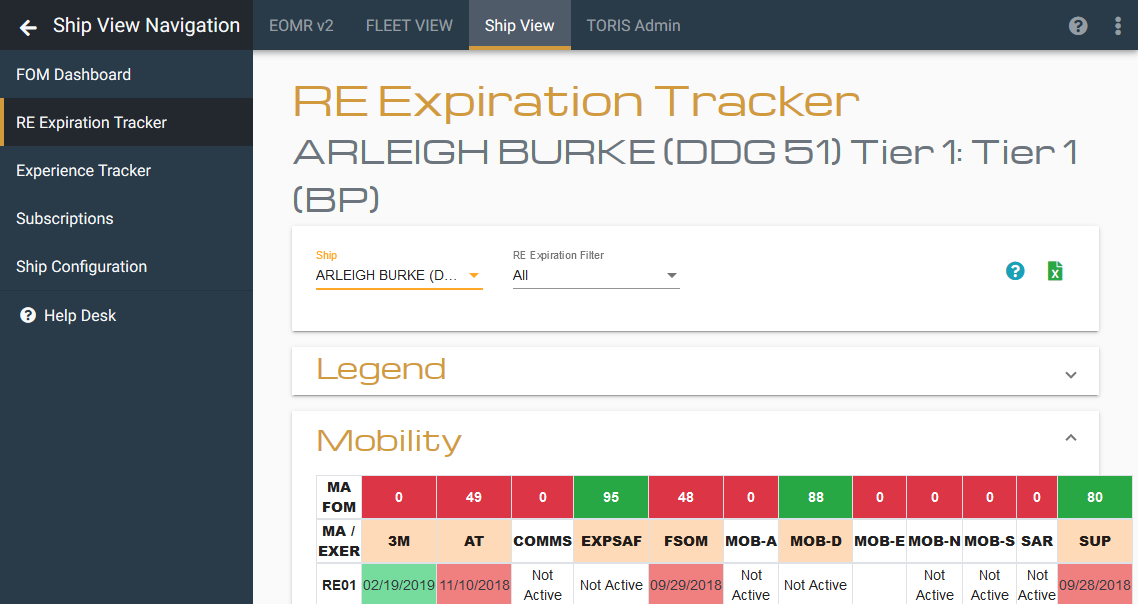 Ship View Navigation
EOMR v2 FLEET VIEW Ship View TORIS Admin
FOM Dashboard
RE Expiration Tracker
Experience Tracker
Subscriptions
Ship Configuration
Help Desk
RE Expiration Tracker
ARLEIGH BURKE (DDG 51) Tier 1: Tier 1
(BP)
Ship RE Expiration Filter
ARLEIGH BURKE (D... All
Legend
Mobility
MA
FOM 0 49 0 95 48 0 88 0 0 0 0 80
MA /
EXER 3M AT COMMS EXPSAF FSOM MOB-A MOB-D MOB-E MOB-N MOB-S SAR SUP
RE01 02/19/2019 11/10/2018 Not Active Not Active 09/29/2018 Not Active Not Active Not Active Not Active Not Active 09/28/2018